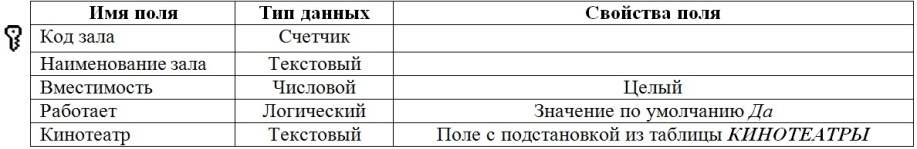 Имя поля Тип данных Свойства поля
Код зала Счетчик
Наименование зала Текстовый
Вместимость Числовой Целый
Работает Логический Значение по умолчанию Да
Кинотеатр Текстовый Поле с подстановкой из таблицы КИНОТЕАТРЫ